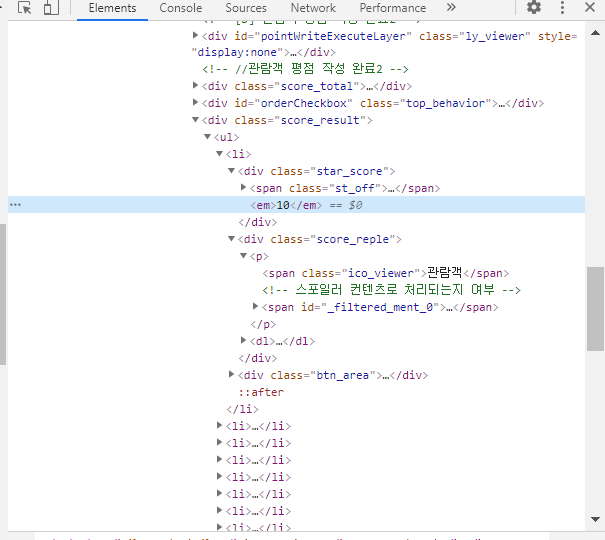 Elements Console Sources Network Performance »
▶<div id="pointWriteExecuteLayer" class="ly_viewer" style=
"display:none">…</div>
<!-- //관람객 평점 작성 완료2 -->
▶<div class="score_total">…</div>
▶<div id="orderCheckbox" class="top_behavior">…</div>
▼<div class="score_result">
▼<ul>
▼<li>
▼<div class="star_score">
▶<span class="st_off">…</span>
… <em>10</em> == $0
</div>
▼<div class="score_reple">
▼<p>
<span class="ico_viewer">관람객</span>
<!-- 스포일러 컨텐츠로 처리되는지 여부 -->
▶<span id="_filtered_ment_0">…</span>
</p>
▶<dl>…</dl>
</div>
▶<div class="btn_area">…</div>
::after
</li>
▶<li>…</li>
▶<li>…</li>
▶<li>…</li>
▶<li>…</li>
▶<li>…</li>
▶<li>…</li>
▶<li>…</li>